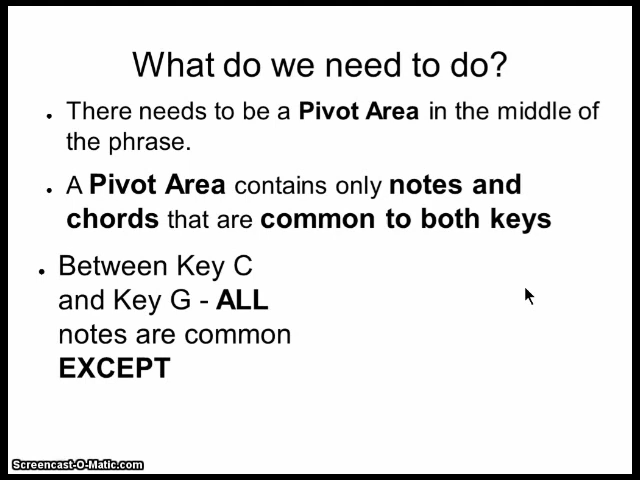 What do we need to do?
• There needs to be a Pivot Area in the middle of
the phrase.
• A Pivot Area contains only notes and
chords that are common to both keys
• Between Key C
and Key G - ALL
notes are common
EXCEPT
Screencast-O-Matic.com